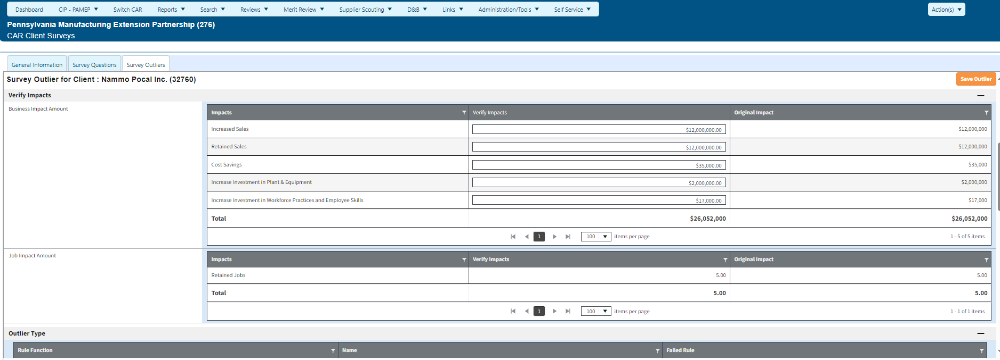 Dashboard CIP - PAMEP Switch CAR Reports Search Reviews Merit Review Supplier Scouting D&B Links Administration/Tools Self Service Action(s)
Pennsylvania Manufacturing Extension Partnership (276)
CAR Client Surveys
General Information Survey Questions Survey Outliers
Survey Outlier for Client : Nammo Pocal Inc. (32760) Save Outlier
Verify Impacts
Business Impact Amount
Impacts Verify Impacts Original Impact
Increased Sales $12,000,000.00 $12,000,000
Retained Sales $12,000,000.00 $12,000,000
Cost Savings $35,000.00 $35,000
Increase Investment in Plant & Equipment $2,000,000.00 $2,000,000
Increase Investment in Workforce Practices and Employee Skills $17,000.00 $17,000
Total $26,052,000 $26,052,000
1 100 items per page 1 - 5 of 5 items
Job Impact Amount
Impacts Verify Impacts Original Impact
Retained Jobs 5.00 5.00
Total 5.00 5.00
1 100 items per page 1 - 1 of 1 items
Outlier Type
Rule Function Name Failed Rule